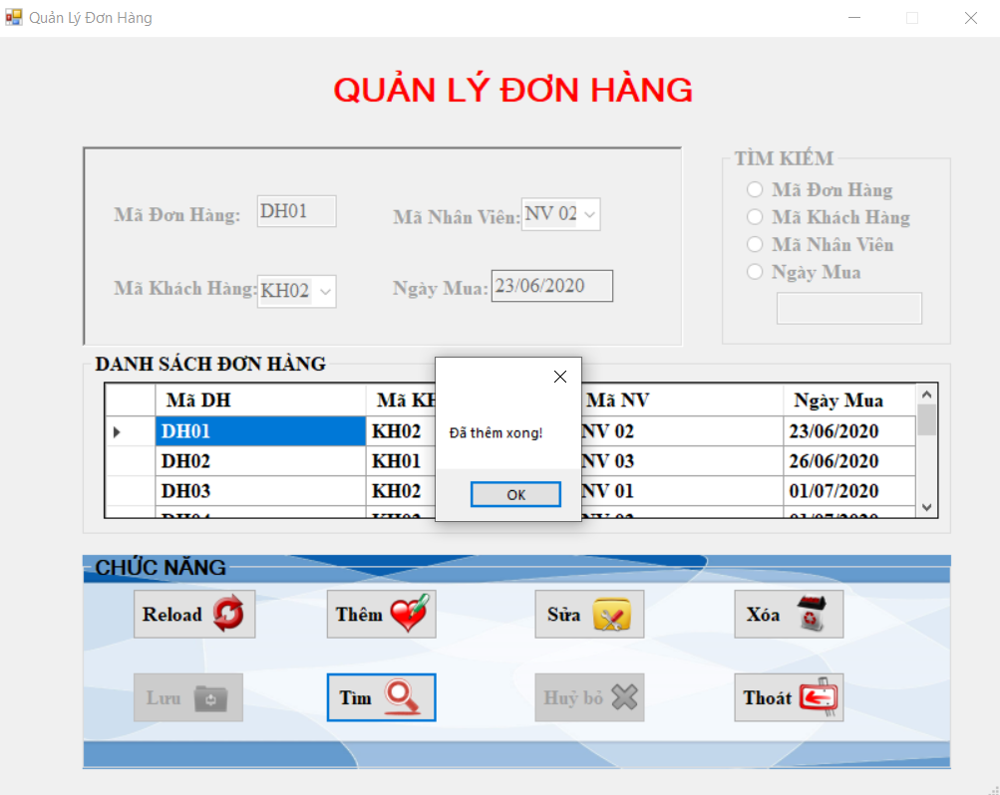 Quản Lý Đơn Hàng
QUẢN LÝ ĐƠN HÀNG
Mã Đơn Hàng: DH01
Mã Nhân Viên: NV 02
Mã Khách Hàng: KH02
Ngày Mua: 23/06/2020
TÌM KIẾM
Mã Đơn Hàng
Mã Khách Hàng
Mã Nhân Viên
Ngày Mua
DANH SÁCH ĐƠN HÀNG
Mã DH Mã KH Mã NV Ngày Mua
DH01 KH02 NV 02 23/06/2020
DH02 KH01 NV 03 26/06/2020
DH03 KH02 NV 01 01/07/2020
Đã thêm xong!
OK
CHỨC NĂNG
Reload Thêm Sửa Xóa
Lưu Tìm Huỷ bỏ Thoát